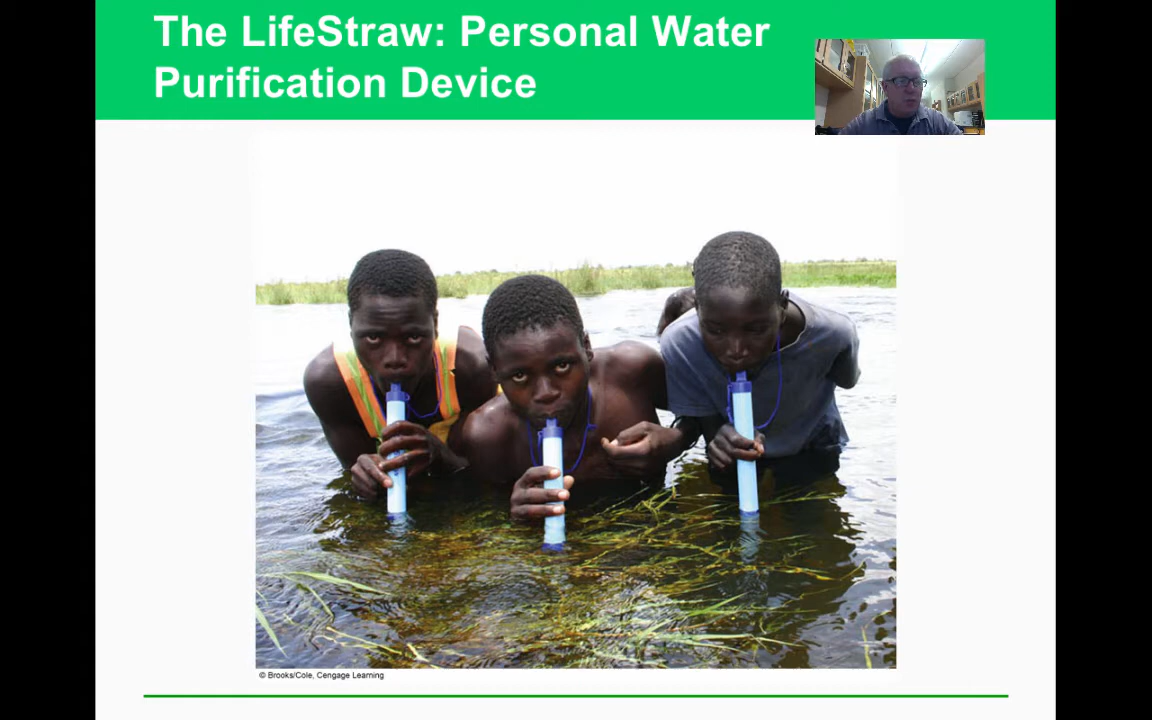 The LifeStraw: Personal Water
Purification Device
© Brooks/Cole, Cengage Learning